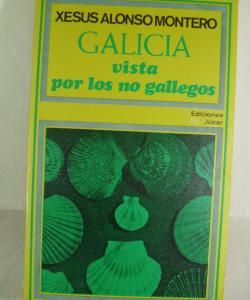 XESUS ALONSO MONTERO
GALICIA
vista
por los no gallegos
Ediciones
Júcar